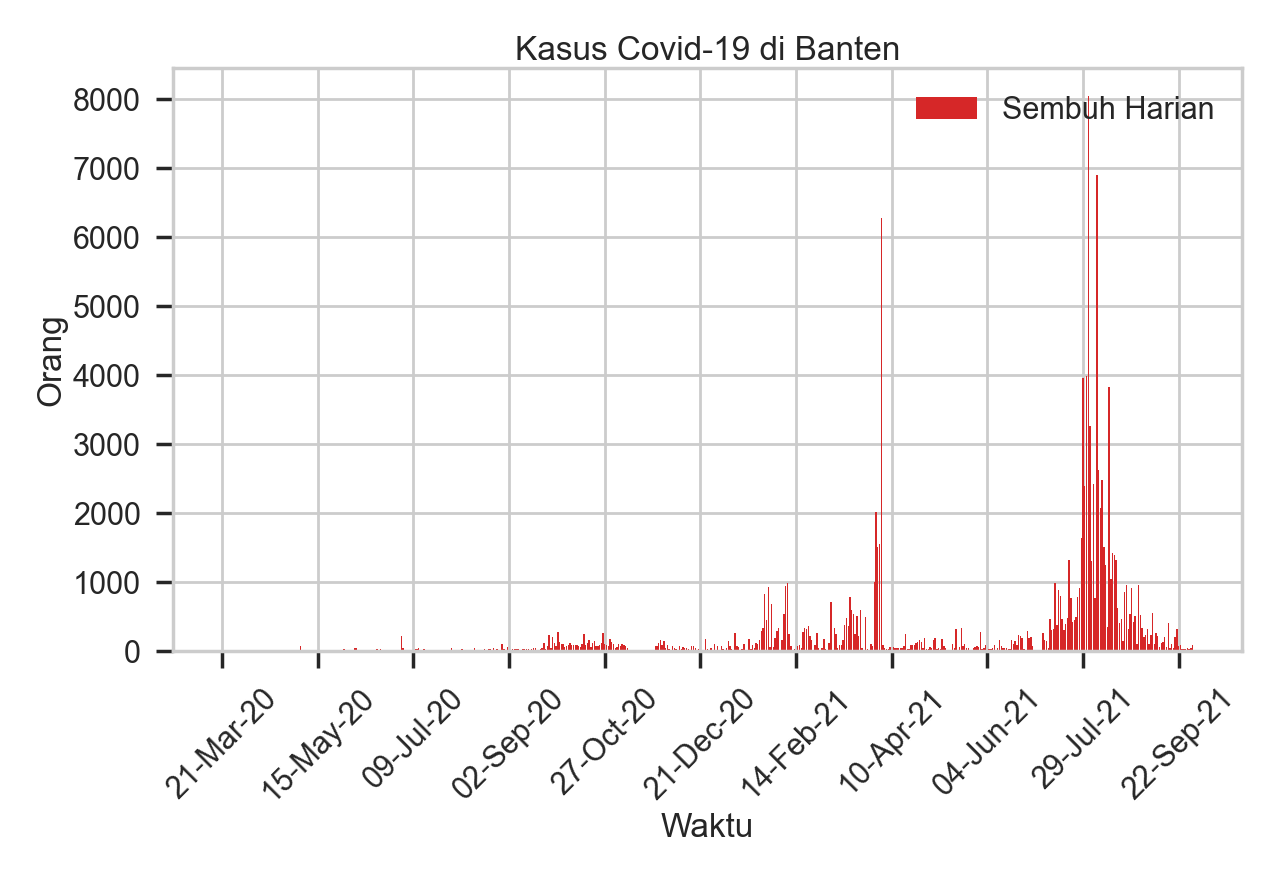 Kasus Covid-19 di Banten
Sembuh Harian
Orang
8000
7000
6000
5000
4000
3000
2000
1000
0
21-Mar-20
15-May-20
09-Jul-20
02-Sep-20
27-Oct-20
21-Dec-20
14-Feb-21
10-Apr-21
04-Jun-21
29-Jul-21
22-Sep-21
Waktu